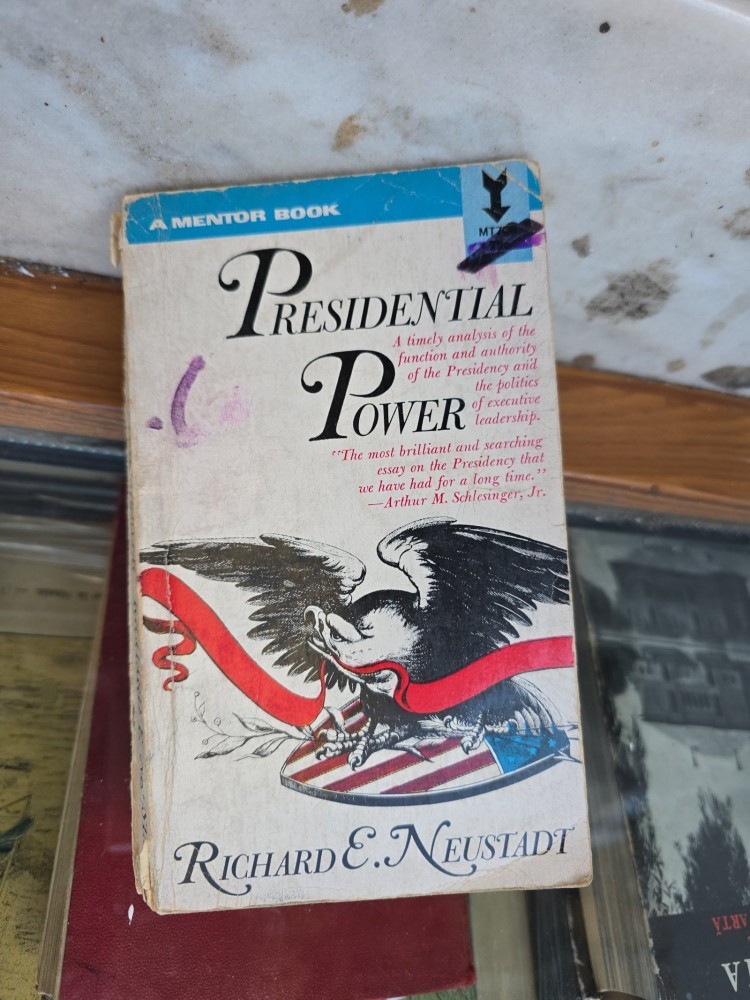 A MENTOR BOOK
PRESIDENTIAL
A timely analysis of the
function and authority
of the Presidency and
the politics
of executive
leadership.
POWER
"The most brilliant and searching
essay on the Presidency that
we have had for a long time."
—Arthur M. Schlesinger, Jr.
RICHARD E. NEUSTADT